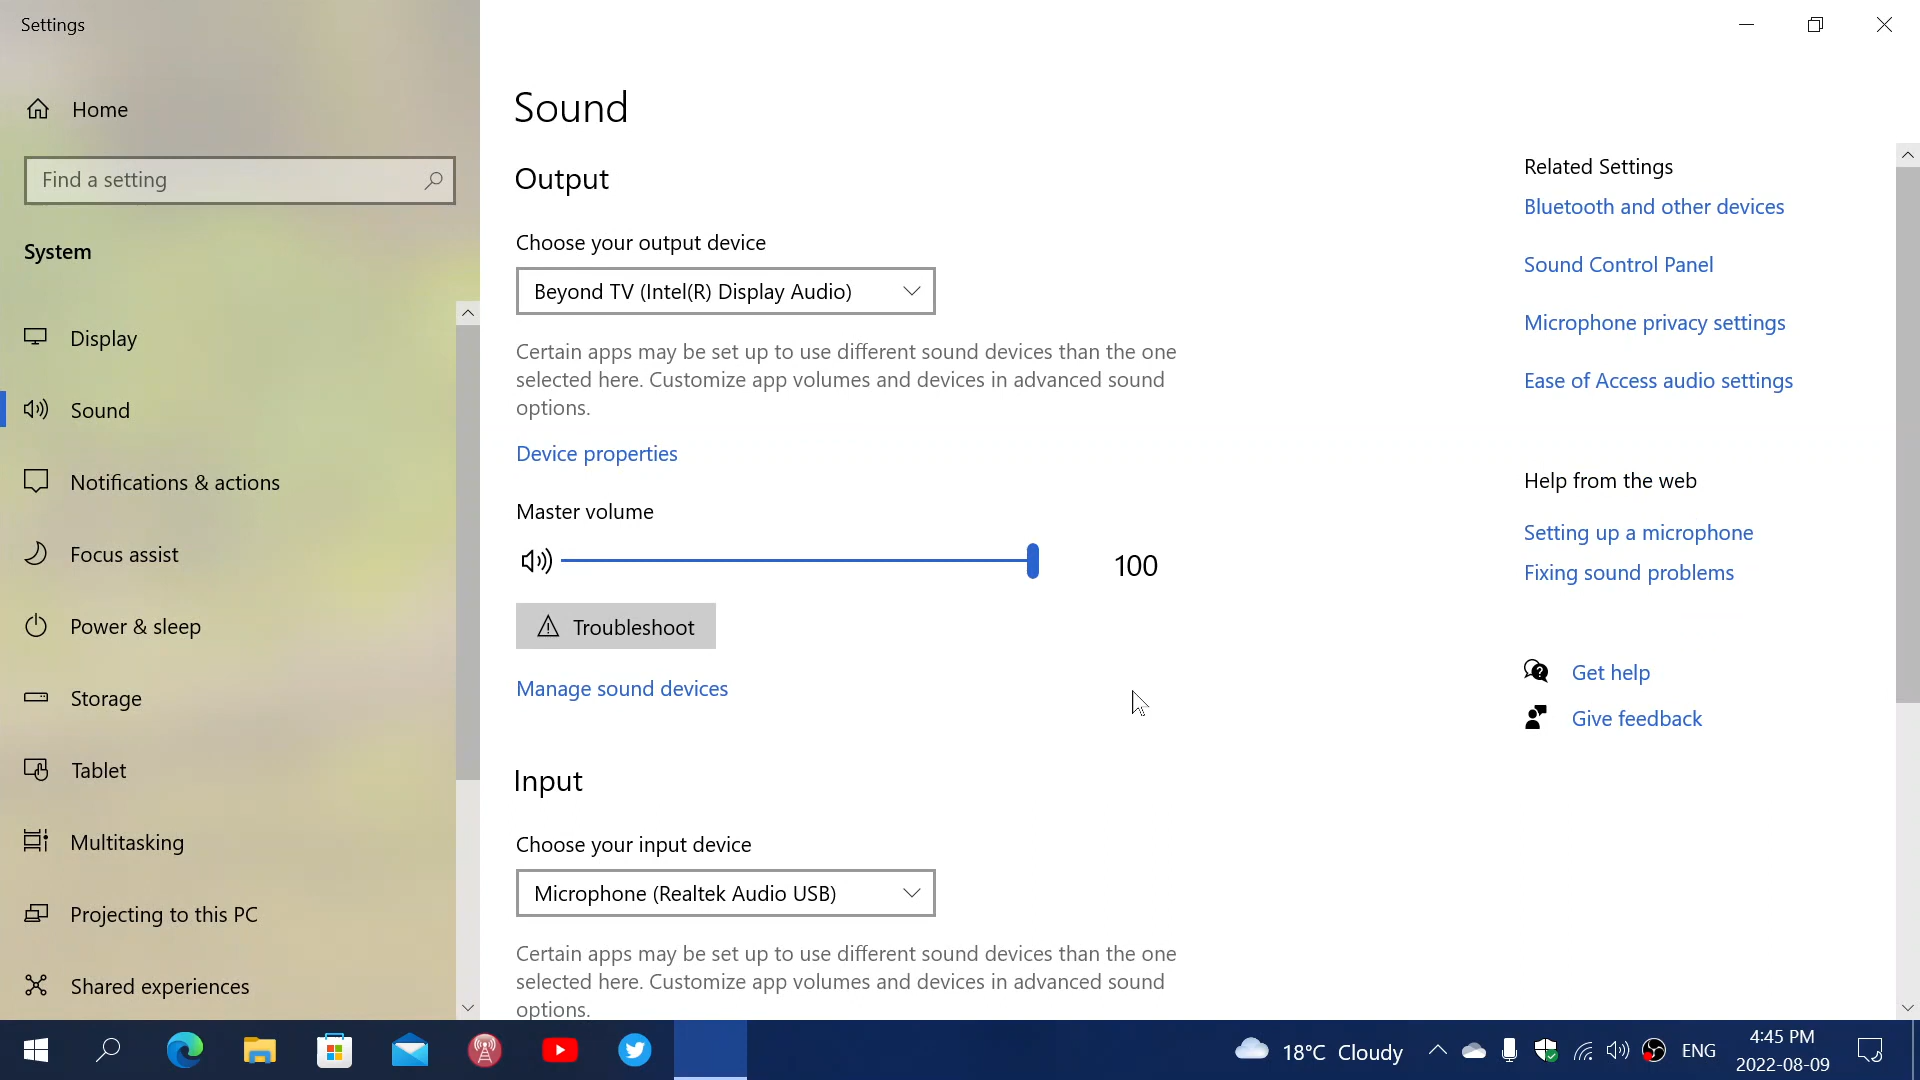 Settings
Home
Find a setting
System
Display
Sound
Notifications & actions
Focus assist
Power & sleep
Storage
Tablet
Multitasking
Projecting to this PC
Shared experiences
Sound
Output
Choose your output device
Beyond TV (Intel(R) Display Audio)
Certain apps may be set up to use different sound devices than the one
selected here. Customize app volumes and devices in advanced sound
options.
Device properties
Master volume
100
Troubleshoot
Manage sound devices
Input
Choose your input device
Microphone (Realtek Audio USB)
Certain apps may be set up to use different sound devices than the one
selected here. Customize app volumes and devices in advanced sound
options.
Related Settings
Bluetooth and other devices
Sound Control Panel
Microphone privacy settings
Ease of Access audio settings
Help from the web
Setting up a microphone
Fixing sound problems
Get help
Give feedback
18°C Cloudy
ENG
4:45 PM
2022-08-09